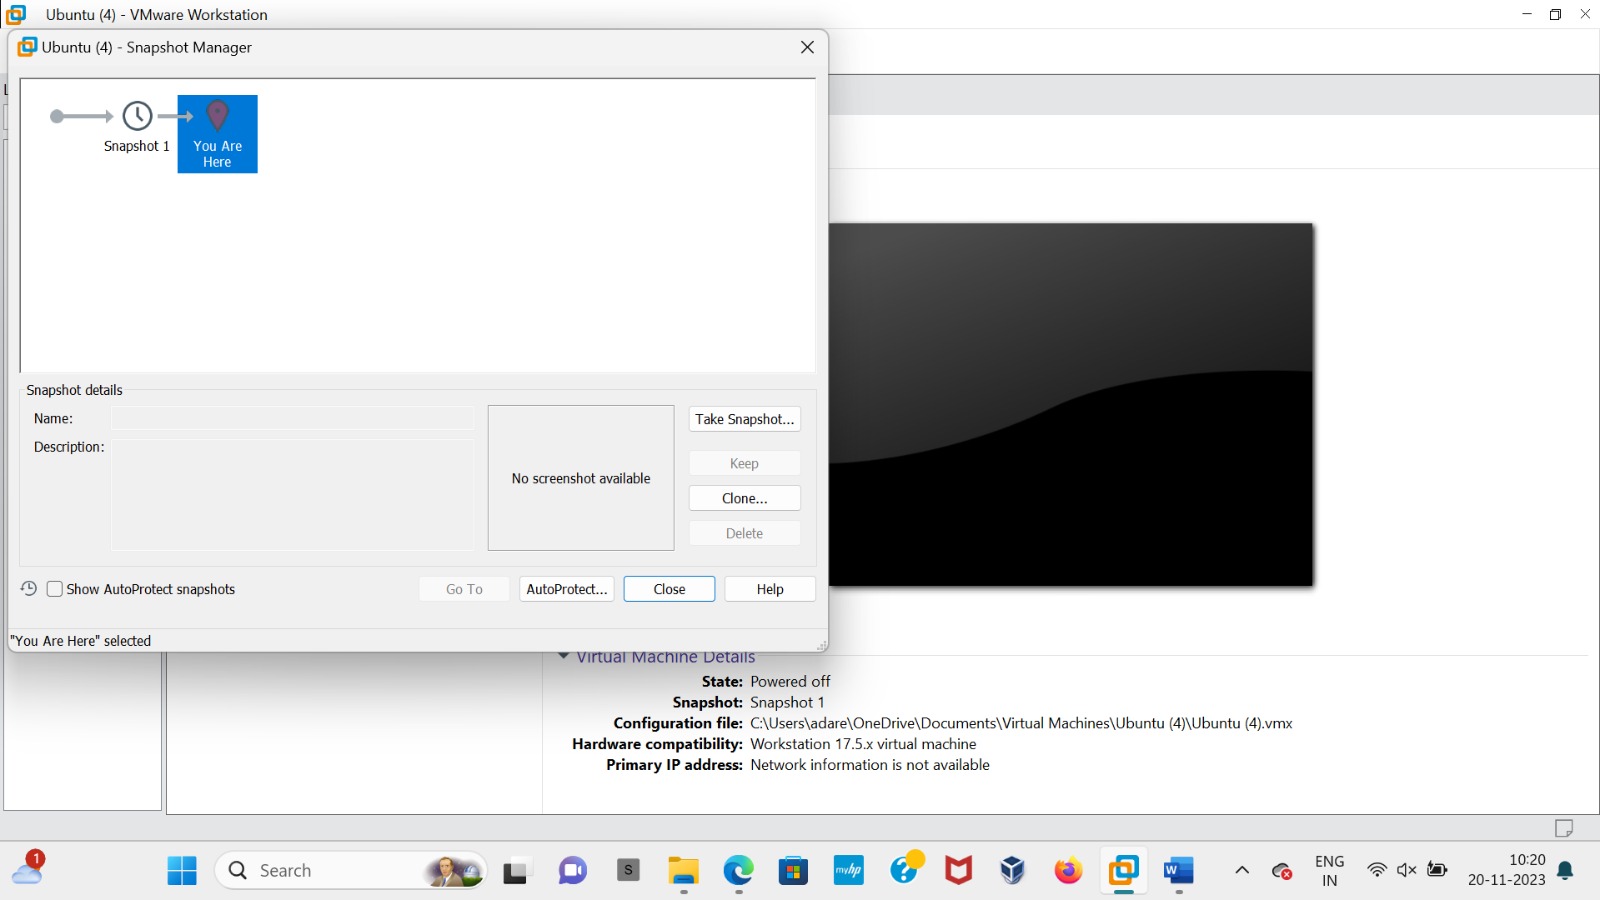 Ubuntu (4) - VMware Workstation
Ubuntu (4) - Snapshot Manager
Snapshot 1
You Are
Here
Snapshot details
Name:
Description:
No screenshot available
Take Snapshot...
Keep
Clone...
Delete
Show AutoProtect snapshots
Go To
AutoProtect...
Close
Help
"You Are Here" selected
Virtual Machine Details
State: Powered off
Snapshot: Snapshot 1
Configuration file: C:\Users\adare\OneDrive\Documents\Virtual Machines\Ubuntu (4)\Ubuntu (4).vmx
Hardware compatibility: Workstation 17.5.x virtual machine
Primary IP address: Network information is not available
1
Search
S
myhp
?
W
ENG
IN
10:20
20-11-2023